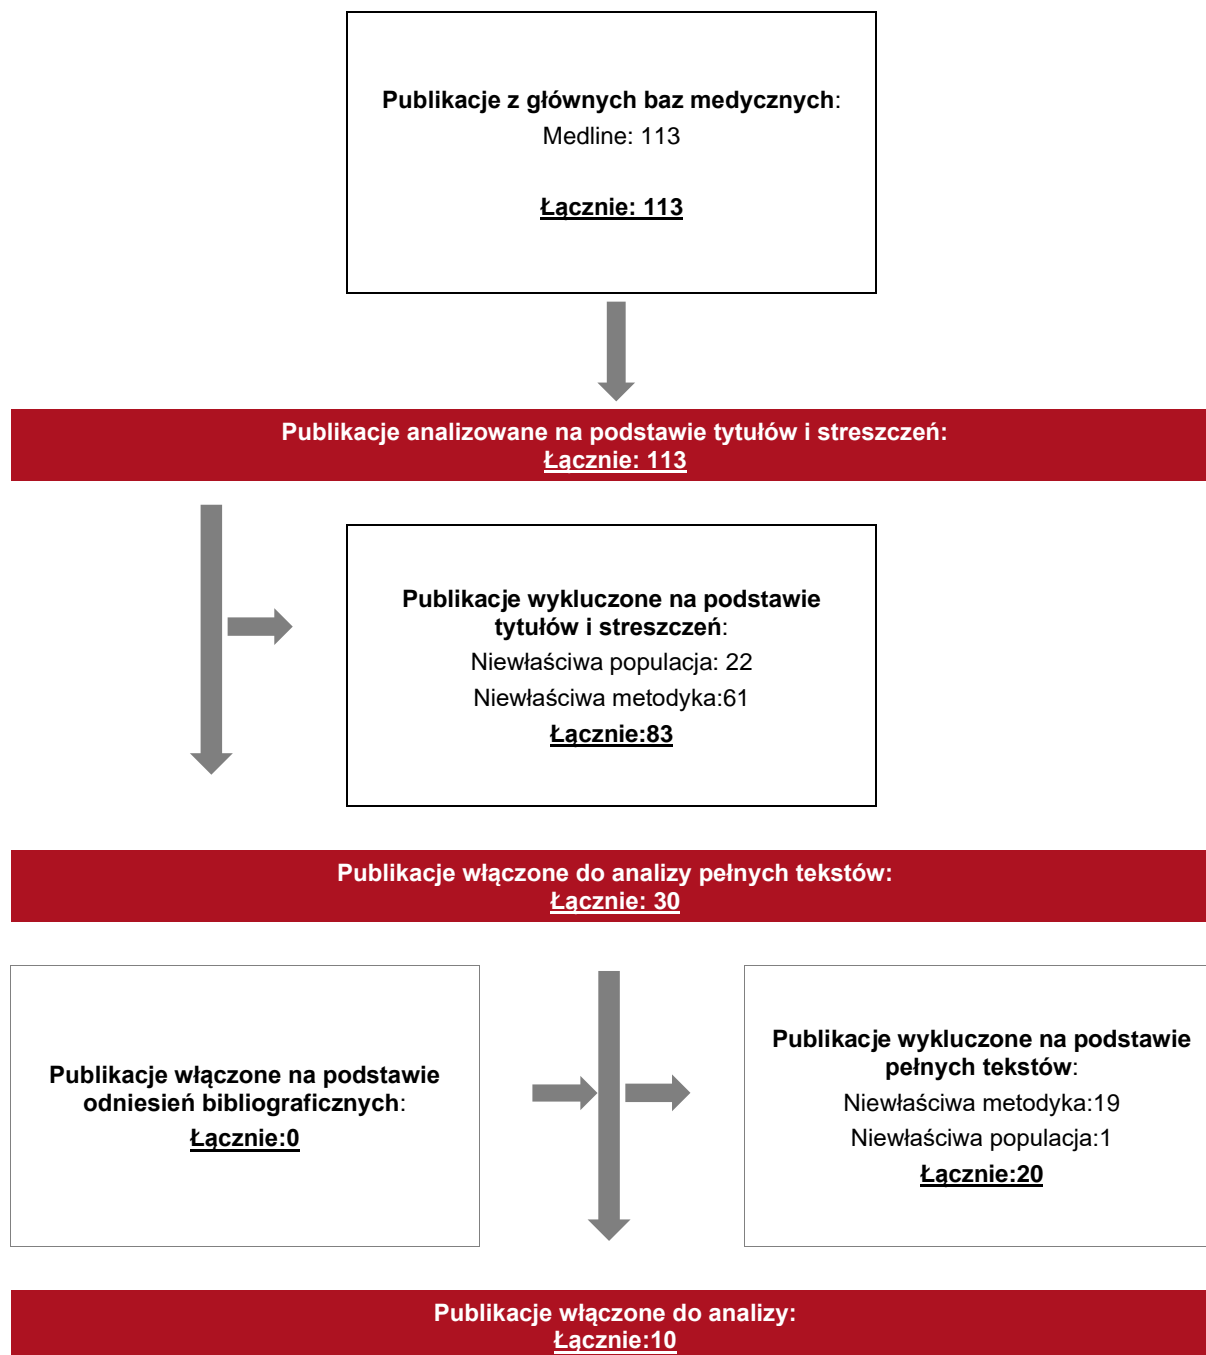 Publikacje z głównych baz medycznych:
Medline: 113
Łącznie: 113
Publikacje analizowane na podstawie tytułów i streszczeń:
Łącznie: 113
Publikacje wykluczone na podstawie
tytułów i streszczeń:
Niewłaściwa populacja: 22
Niewłaściwa metodyka:61
Łącznie:83
Publikacje włączone do analizy pełnych tekstów:
Łącznie: 30
Publikacje włączone na podstawie
odniesień bibliograficznych:
Łącznie:0
Publikacje wykluczone na podstawie
pełnych tekstów:
Niewłaściwa metodyka:19
Niewłaściwa populacja:1
Łącznie:20
Publikacje włączone do analizy:
Łącznie:10